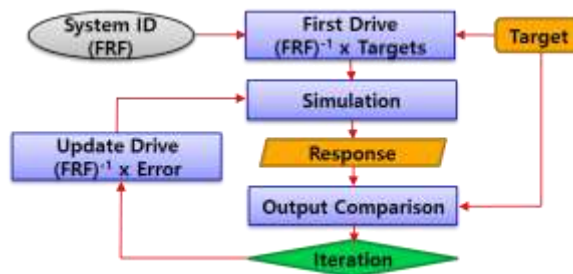 System ID
(FRF)
First Drive
(FRF)⁻¹ x Targets
Target
Simulation
Update Drive
(FRF)⁻¹ x Error
Response
Output Comparison
Iteration